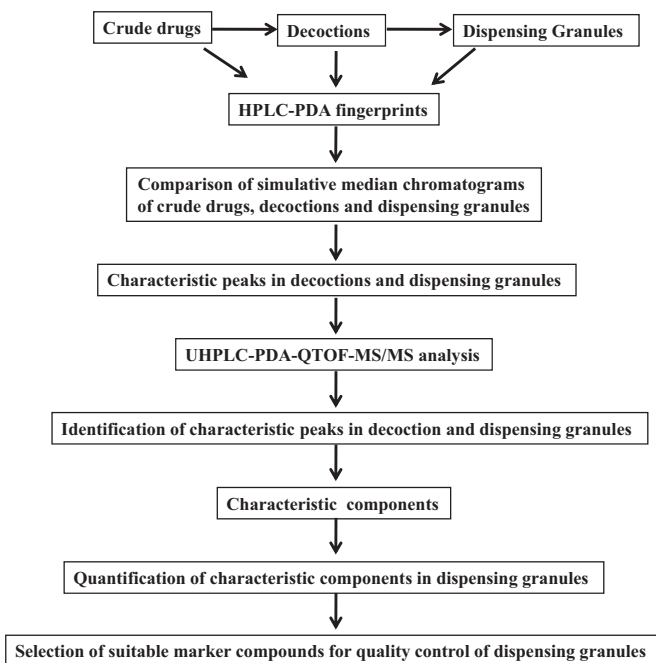 Crude drugs
Decoctions
Dispensing Granules
HPLC-PDA fingerprints
Comparison of simulative median chromatograms
of crude drugs, decoctions and dispensing granules
Characteristic peaks in decoctions and dispensing granules
UHPLC-PDA-QTOF-MS/MS analysis
Identification of characteristic peaks in decoction and dispensing granules
Characteristic components
Quantification of characteristic components in dispensing granules
Selection of suitable marker compounds for quality control of dispensing granules